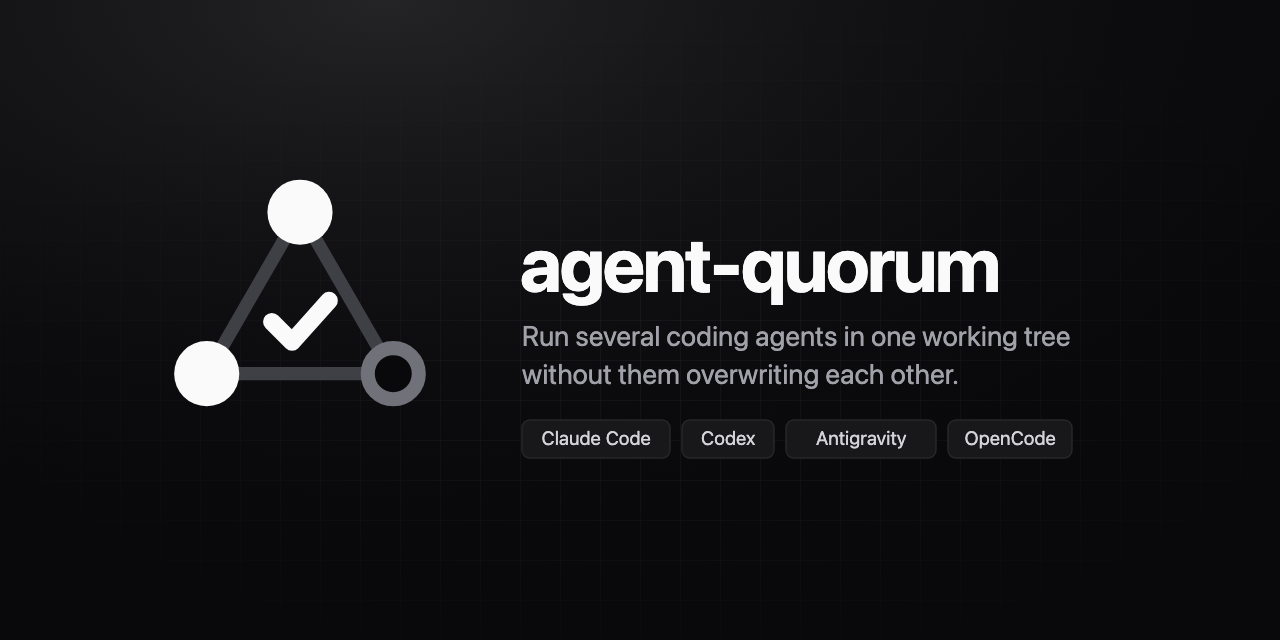 agent-quorum
Run several coding agents in one working tree
without them overwriting each other.
Claude Code Codex Antigravity OpenCode